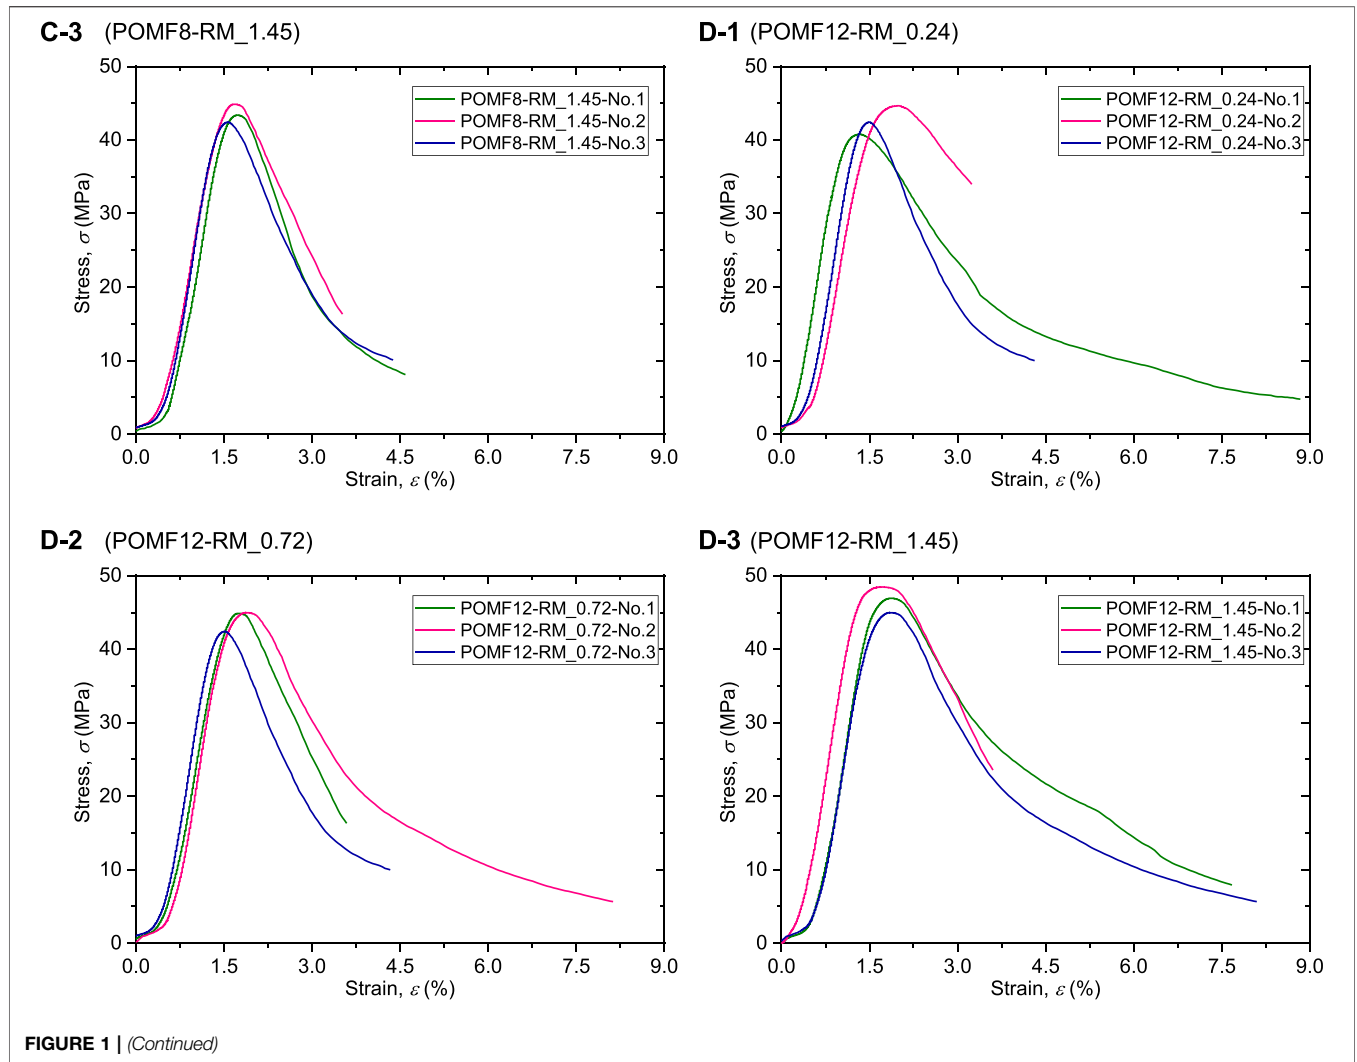 C-3 (POMF8-RM_1.45)
50
40
30
20
10
0
Stress, σ (MPa)
POMF8-RM_1.45-No.1
POMF8-RM_1.45-No.2
POMF8-RM_1.45-No.3
0.0 1.5 3.0 4.5 6.0 7.5 9.0
Strain, ε (%)
D-1 (POMF12-RM_0.24)
50
40
30
20
10
0
Stress, σ (MPa)
POMF12-RM_0.24-No.1
POMF12-RM_0.24-No.2
POMF12-RM_0.24-No.3
0.0 1.5 3.0 4.5 6.0 7.5 9.0
Strain, ε (%)
D-2 (POMF12-RM_0.72)
50
40
30
20
10
0
Stress, σ (MPa)
POMF12-RM_0.72-No.1
POMF12-RM_0.72-No.2
POMF12-RM_0.72-No.3
0.0 1.5 3.0 4.5 6.0 7.5 9.0
Strain, ε (%)
D-3 (POMF12-RM_1.45)
50
40
30
20
10
0
Stress, σ (MPa)
POMF12-RM_1.45-No.1
POMF12-RM_1.45-No.2
POMF12-RM_1.45-No.3
0.0 1.5 3.0 4.5 6.0 7.5 9.0
Strain, ε (%)
FIGURE 1 | (Continued)